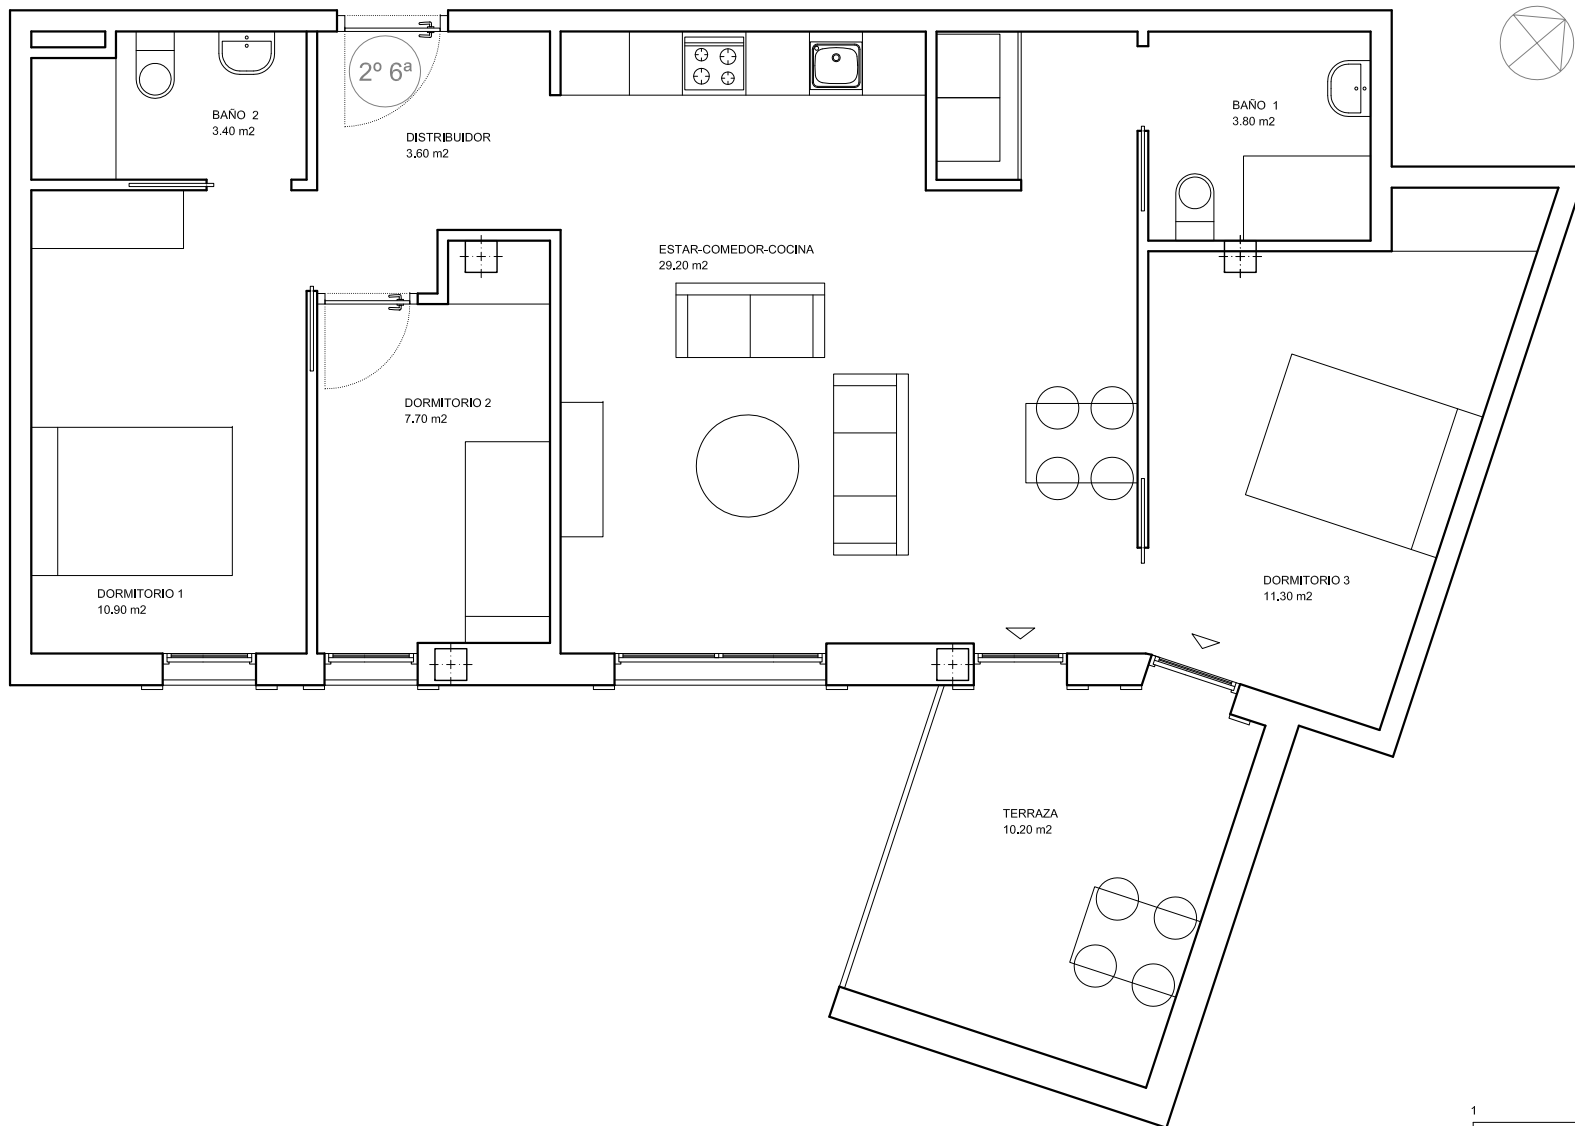 2º 6ª
BAÑO 2
3.40 m2
BAÑO 1
3.80 m2
DISTRIBUIDOR
3.60 m2
ESTAR-COMEDOR-COCINA
29.20 m2
DORMITORIO 2
7.70 m2
DORMITORIO 1
10.90 m2
DORMITORIO 3
11.30 m2
TERRAZA
10.20 m2
1